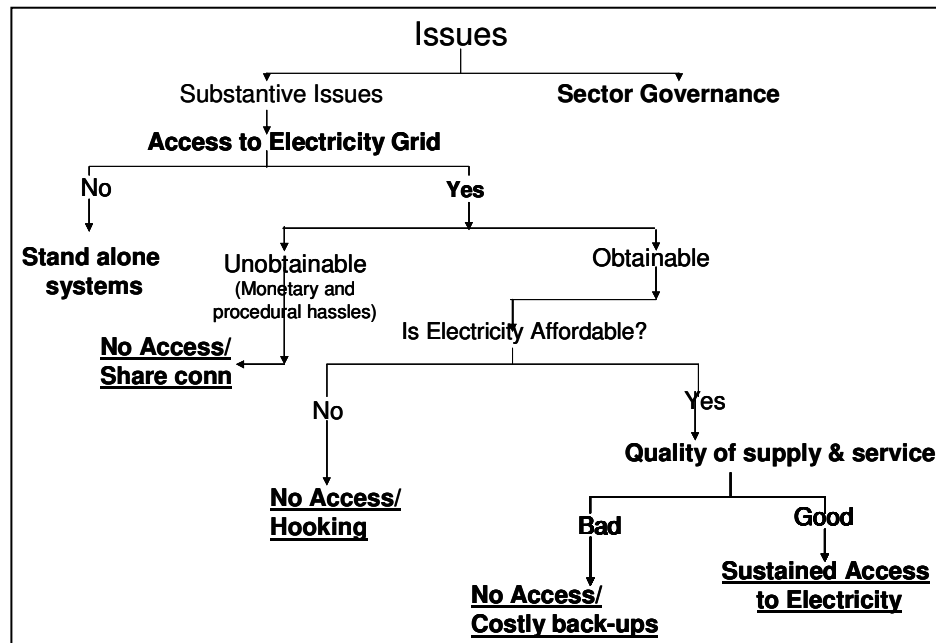 Issues
Substantive Issues
Sector Governance
Access to Electricity Grid
No
Yes
Stand alone
systems
Unobtainable
(Monetary and
procedural hassles)
Obtainable
Is Electricity Affordable?
No Access/
Share conn
No
Yes
Quality of supply & service
No Access/
Hooking
Bad
Good
No Access/
Costly back-ups
Sustained Access
to Electricity